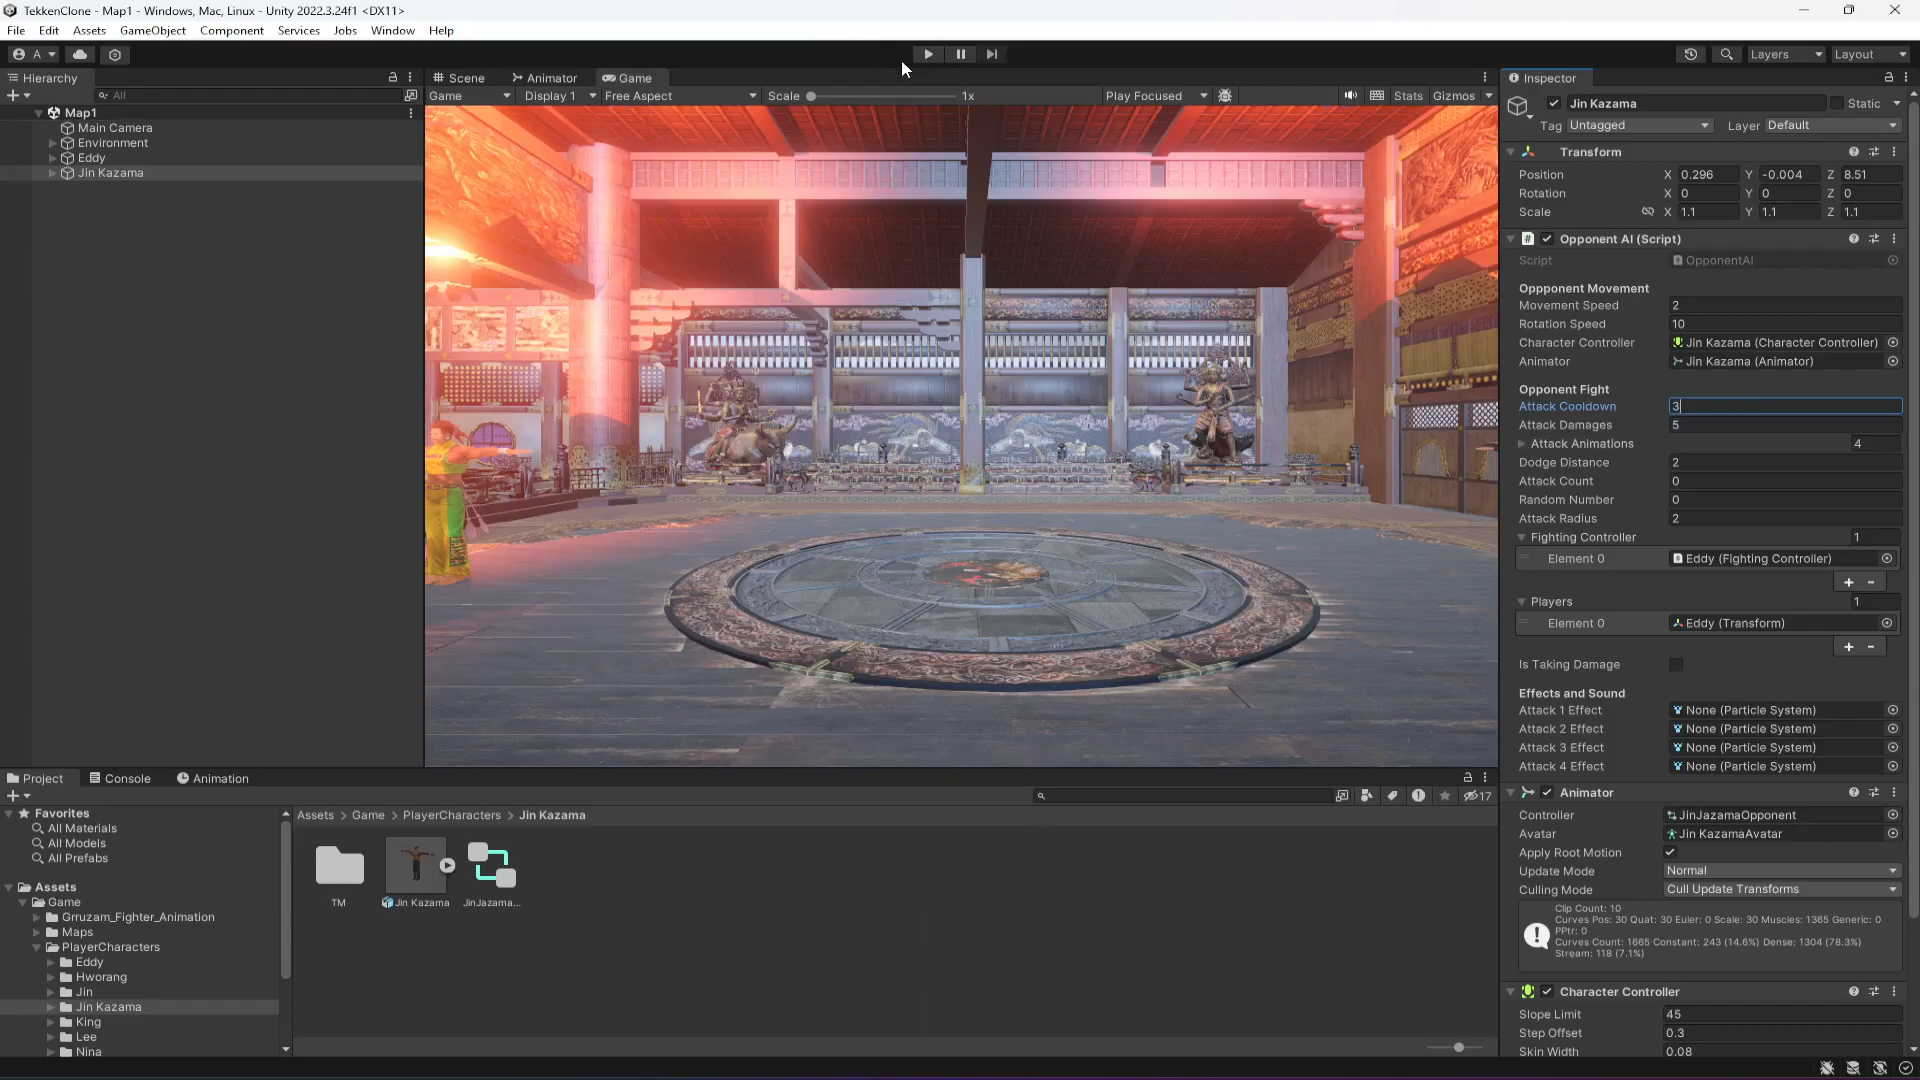 TekkenClone - Map1 - Windows, Mac, Linux - Unity 2022.3.24f1 <DX11>
File Edit Assets GameObject Component Services Jobs Window Help
A
Layers
Layout
Hierarchy
All
Map1
Main Camera
Environment
Eddy
Jin Kazama
Scene
Animator
Game
Game
Display 1
Free Aspect
Scale
1x
Play Focused
Stats
Gizmos
Inspector
Jin Kazama
Static
Tag Untagged
Layer Default
Transform
Position X 0.296 Y -0.004 Z 8.51
Rotation X 0 Y 0 Z 0
Scale X 1.1 Y 1.1 Z 1.1
Opponent AI (Script)
Script OpponentAI
Oppponent Movement
Movement Speed 2
Rotation Speed 10
Character Controller Jin Kazama (Character Controller)
Animator Jin Kazama (Animator)
Opponent Fight
Attack Cooldown 3
Attack Damages 5
Attack Animations 4
Dodge Distance 2
Attack Count 0
Random Number 0
Attack Radius 2
Fighting Controller 1
Element 0 Eddy (Fighting Controller)
+ -
Players 1
Element 0 Eddy (Transform)
+ -
Is Taking Damage
Effects and Sound
Attack 1 Effect None (Particle System)
Attack 2 Effect None (Particle System)
Attack 3 Effect None (Particle System)
Attack 4 Effect None (Particle System)
Animator
Controller JinJazamaOpponent
Avatar Jin KazamaAvatar
Apply Root Motion
Update Mode Normal
Culling Mode Cull Update Transforms
Clip Count: 10
Curves Pos: 30 Quat: 30 Euler: 0 Scale: 30 Muscles: 1365 Generic: 0
PPtr: 0
Curves Count: 1665 Constant: 243 (14.6%) Dense: 1304 (78.3%)
Stream: 118 (7.1%)
Character Controller
Slope Limit 45
Step Offset 0.3
Skin Width 0.08
Project
Console
Animation
17
Favorites
All Materials
All Models
All Prefabs
Assets
Game
Grruzam_Fighter_Animation
Maps
PlayerCharacters
Eddy
Hworang
Jin
Jin Kazama
King
Lee
Nina
Assets > Game > PlayerCharacters > Jin Kazama
TM
Jin Kazama
JinJazama...